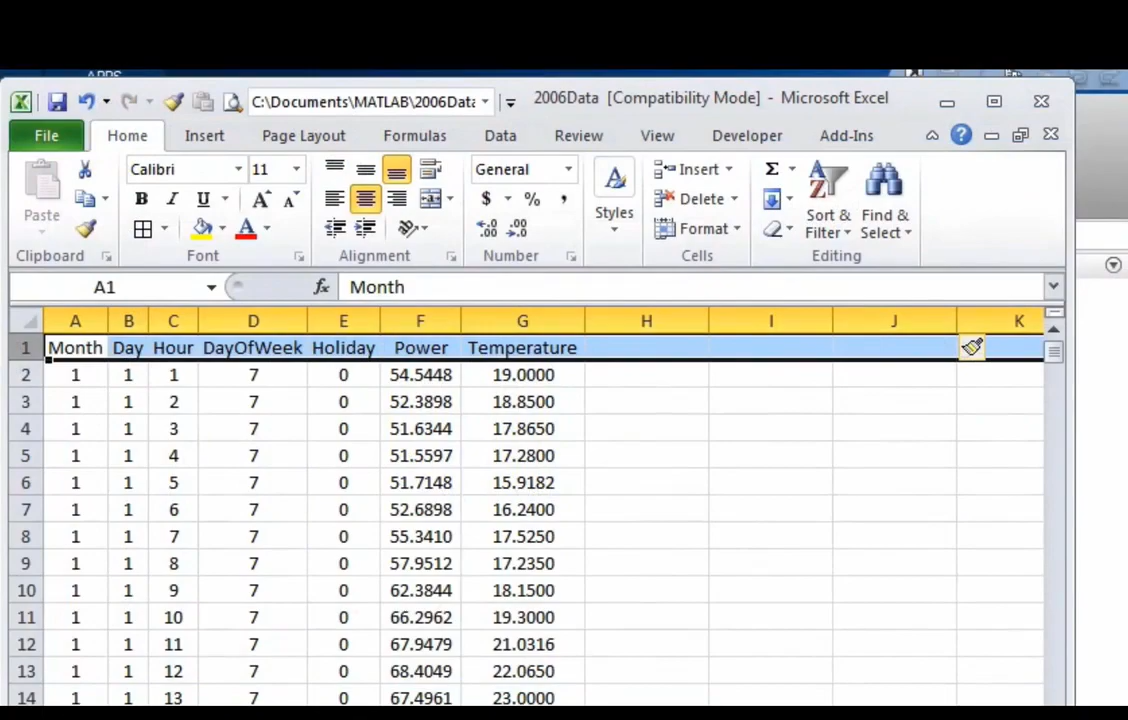 APPS
C:\Documents\MATLAB\2006Data 2006Data [Compatibility Mode] - Microsoft Excel
File Home Insert Page Layout Formulas Data Review View Developer Add-Ins
Calibri 11 General Insert
Paste B I U A A $ % , Styles Delete Sort & Find &
A Format Filter Select
Clipboard Font Alignment Number Cells Editing
A1 fx Month
A B C D E F G H I J K
1 Month Day Hour DayOfWeek Holiday Power Temperature
2 1 1 1 7 0 54.5448 19.0000
3 1 1 2 7 0 52.3898 18.8500
4 1 1 3 7 0 51.6344 17.8650
5 1 1 4 7 0 51.5597 17.2800
6 1 1 5 7 0 51.7148 15.9182
7 1 1 6 7 0 52.6898 16.2400
8 1 1 7 7 0 55.3410 17.5250
9 1 1 8 7 0 57.9512 17.2350
10 1 1 9 7 0 62.3844 18.1500
11 1 1 10 7 0 66.2962 19.3000
12 1 1 11 7 0 67.9479 21.0316
13 1 1 12 7 0 68.4049 22.0650
14 1 1 13 7 0 67.4961 23.0000